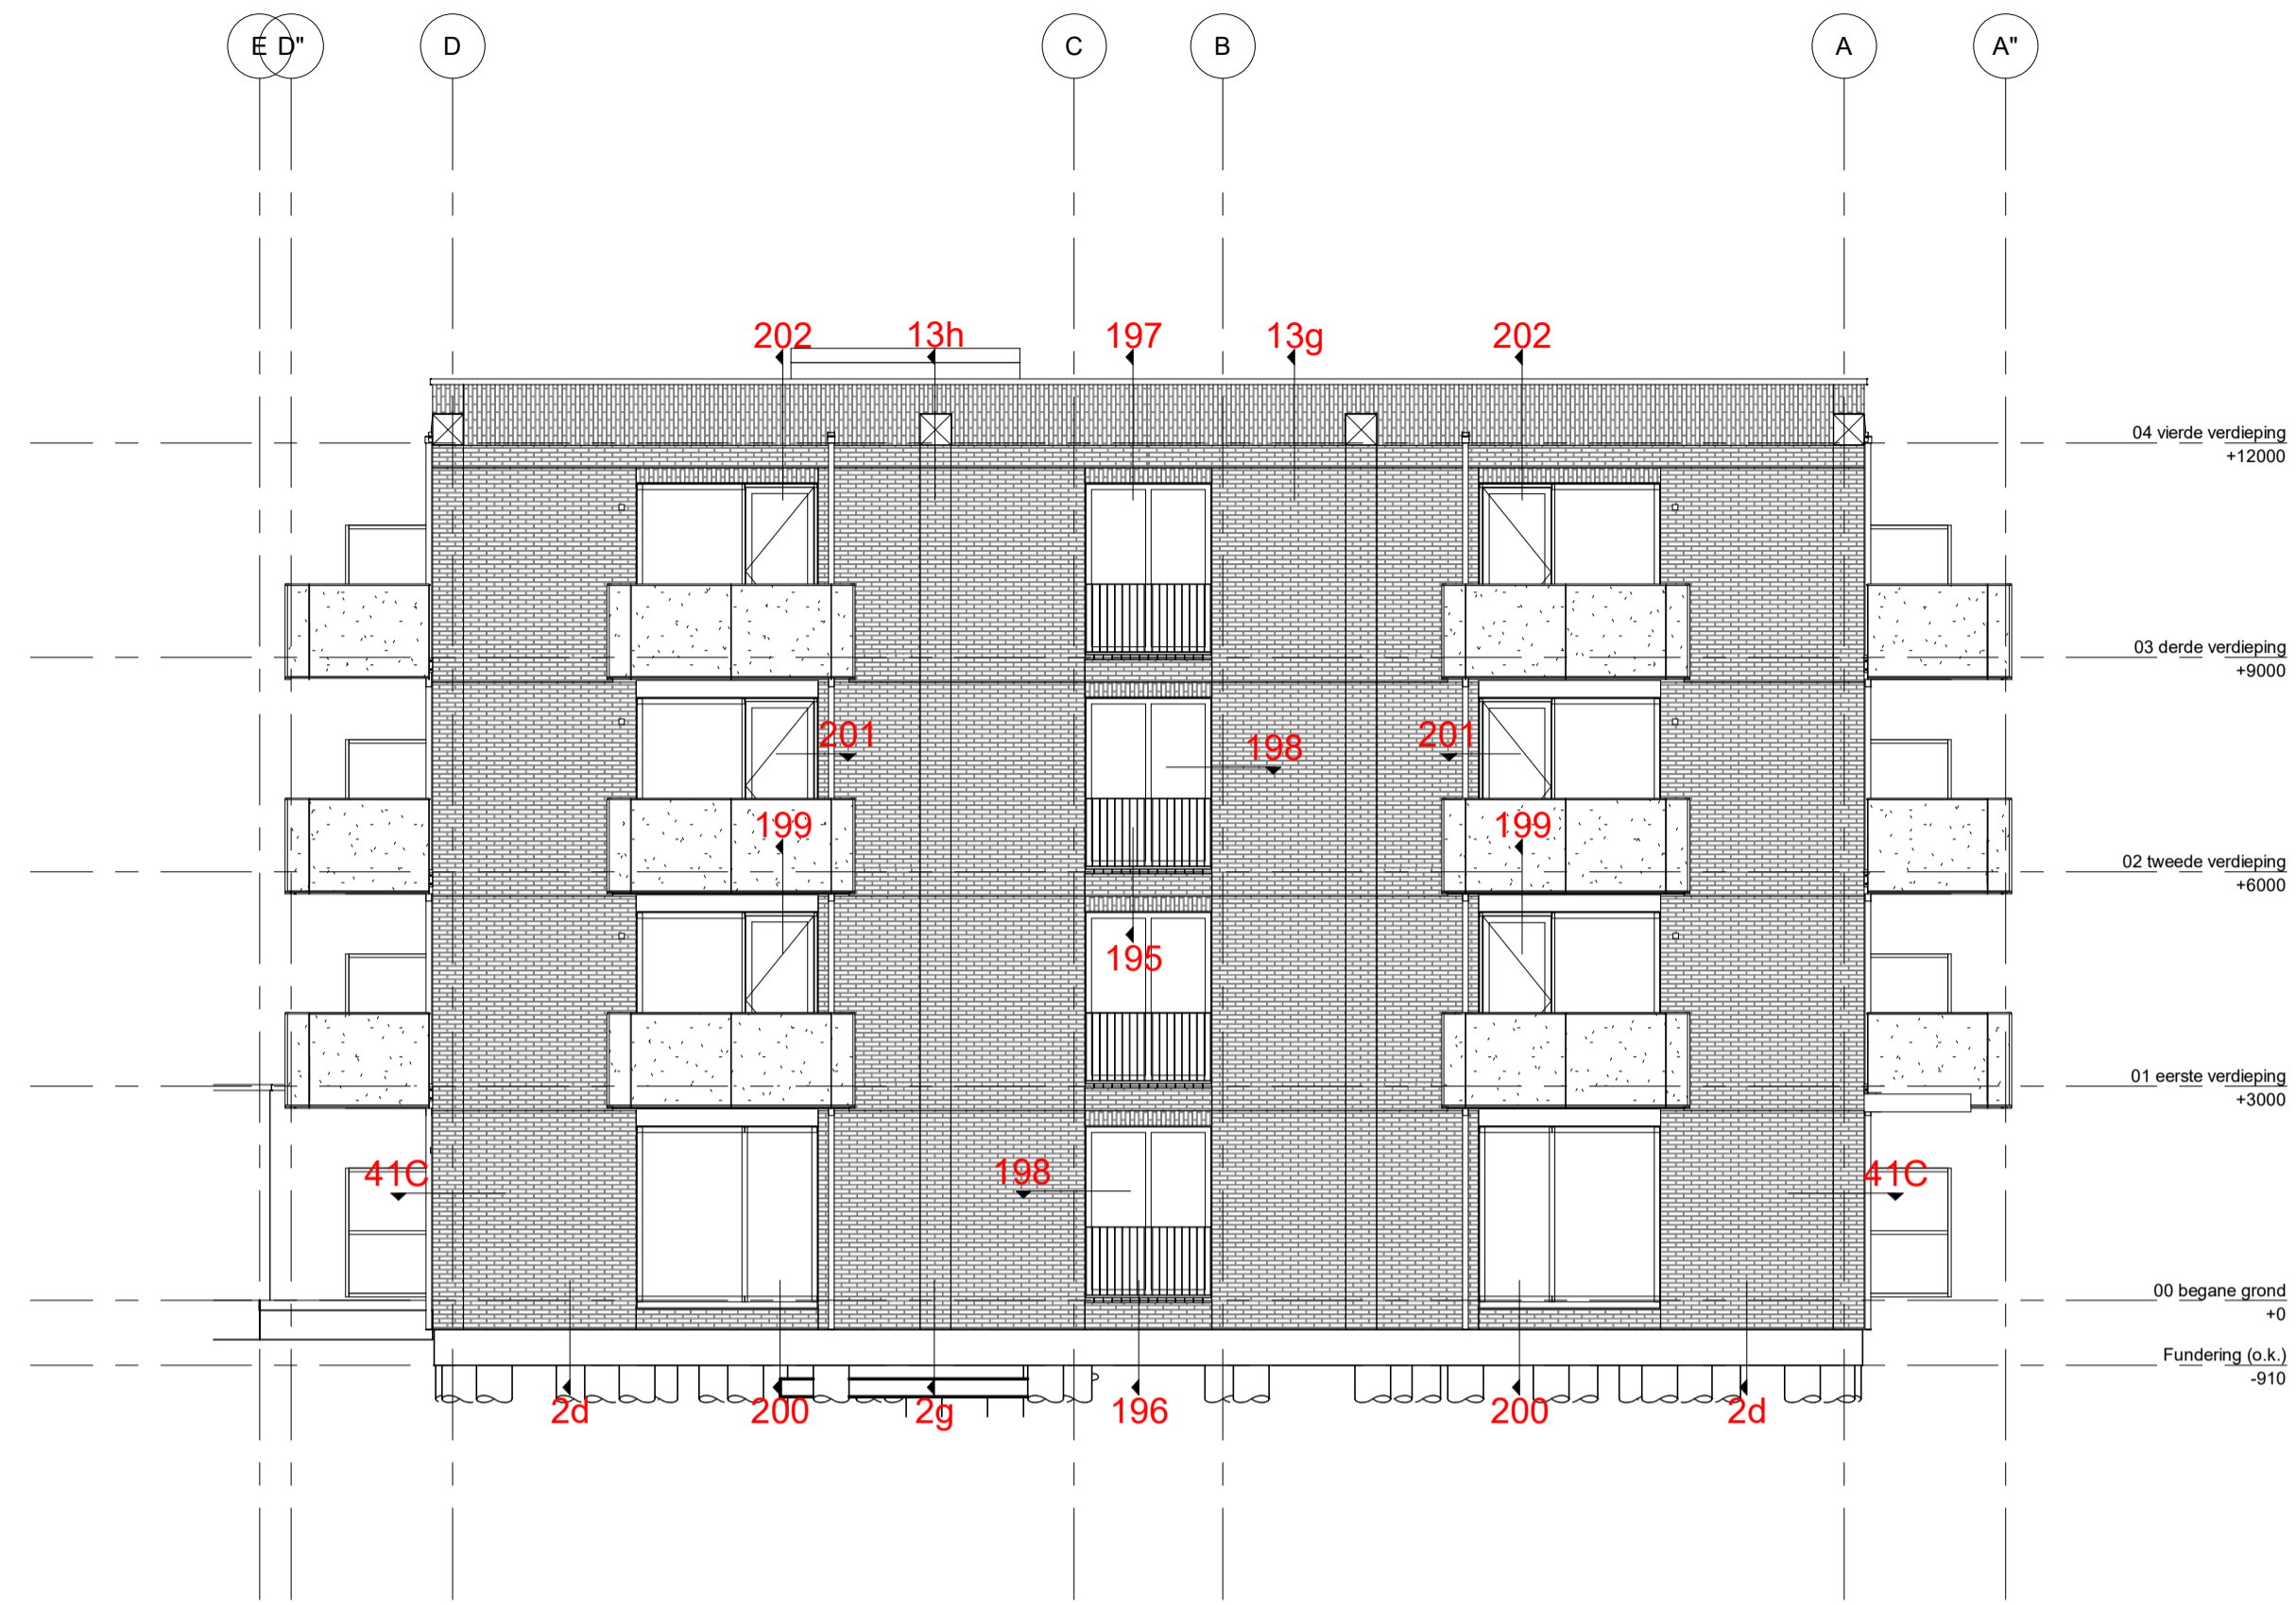 E D" D C B A A"
202 13h 197 13g 202
04 vierde verdieping
+12000
03 derde verdieping
+9000
201 198 201
199 199
02 tweede verdieping
+6000
195
01 eerste verdieping
+3000
41C 198 41C
00 begane grond
+0
Fundering (o.k.)
-910
2d 200 2g 196 200 2d